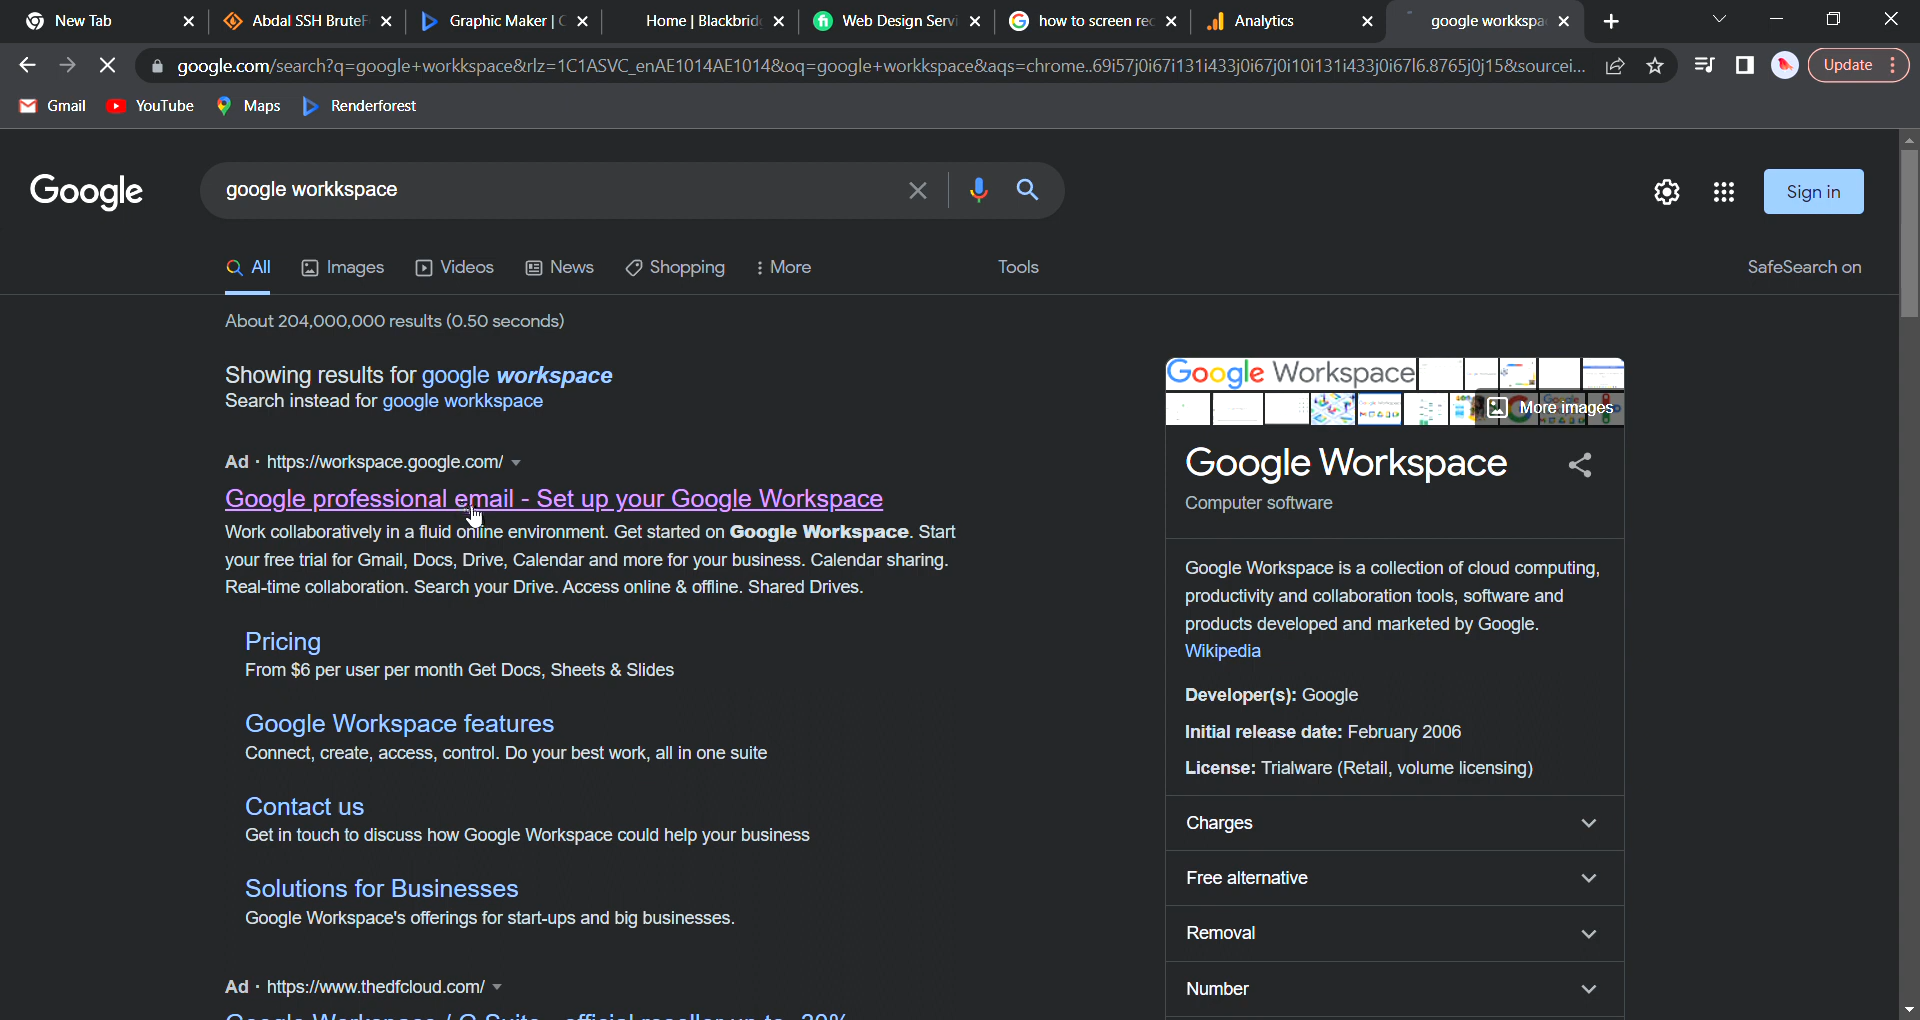 New Tab
Abdal SSH BruteF
Graphic Maker |
Home | Blackbrid
Web Design Servi
how to screen rec
Analytics
google workkspa
google.com/search?q=google+workkspace&rlz=1C1ASVC_enAE1014AE1014&oq=google+workkspace&aqs=chrome..69i57j0i67i131i433j0i67j0i10i131i433j0i67l6.8765j0j15&sourcei...
Update
Gmail
YouTube
Maps
Renderforest
Google
google workkspace
Sign in
All
Images
Videos
News
Shopping
More
Tools
SafeSearch on
About 204,000,000 results (0.50 seconds)
Showing results for google workspace
Search instead for google workkspace
Ad · https://workspace.google.com/
Google professional email - Set up your Google Workspace
Work collaboratively in a fluid online environment. Get started on Google Workspace. Start
your free trial for Gmail, Docs, Drive, Calendar and more for your business. Calendar sharing.
Real-time collaboration. Search your Drive. Access online & offline. Shared Drives.
Pricing
From $6 per user per month Get Docs, Sheets & Slides
Google Workspace features
Connect, create, access, control. Do your best work, all in one suite
Contact us
Get in touch to discuss how Google Workspace could help your business
Solutions for Businesses
Google Workspace's offerings for start-ups and big businesses.
Ad · https://www.thedfcloud.com/
Google Workspace / G Suite - official reseller up to -30%
Google Workspace
More images
Google Workspace
Computer software
Google Workspace is a collection of cloud computing,
productivity and collaboration tools, software and
products developed and marketed by Google.
Wikipedia
Developer(s): Google
Initial release date: February 2006
License: Trialware (Retail, volume licensing)
Charges
Free alternative
Removal
Number